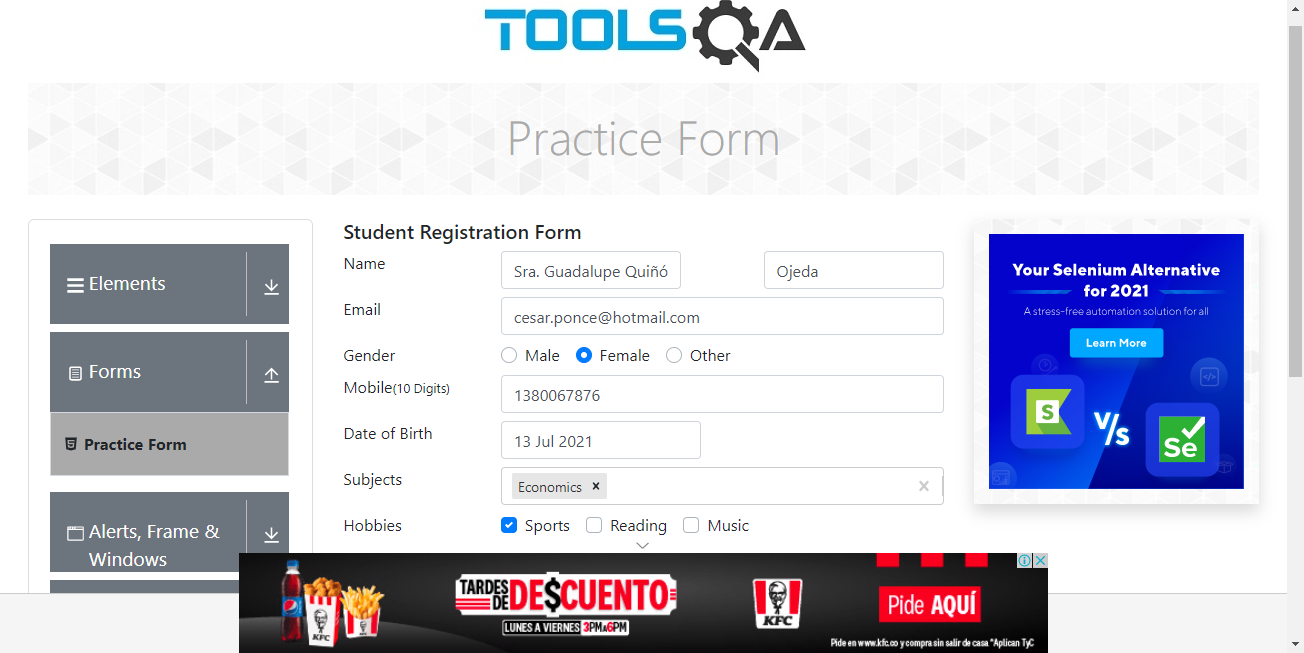 TOOLSQA
Practice Form
Elements
Forms
Practice Form
Alerts, Frame &
Windows
Student Registration Form
Name
Sra. Guadalupe Quiñó
Ojeda
Email
cesar.ponce@hotmail.com
Gender
Male
Female
Other
Mobile(10 Digits)
1380067876
Date of Birth
13 Jul 2021
Subjects
Economics
Hobbies
Sports
Reading
Music
Your Selenium Alternative
for 2021
A stress-free automation solution for all
Learn More
S
V/s
Se
KFC
KFC
TARDES
DE DE$CUENTO
LUNES A VIERNES 3PM A 6PM
KFC
Pide AQUÍ
Pide en www.kfc.co y compra sin salir de casa *Aplican TyC